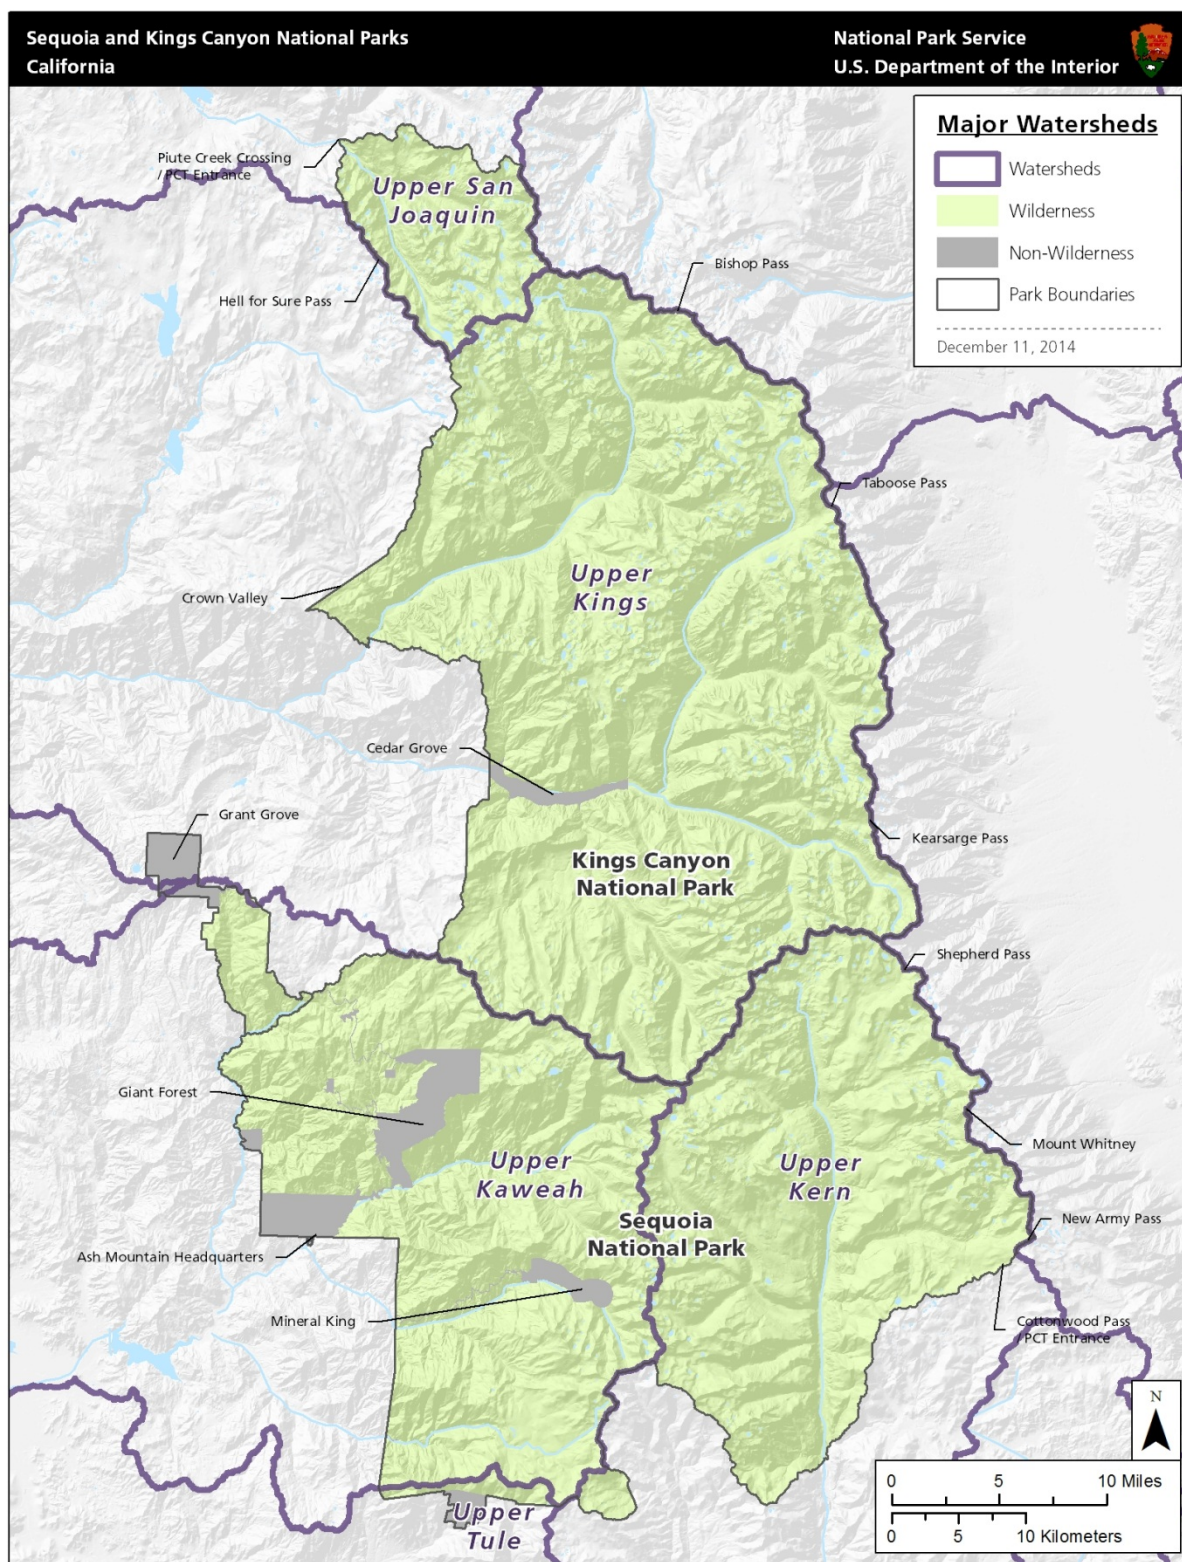 Sequoia and Kings Canyon National Parks
California
National Park Service
U.S. Department of the Interior
Major Watersheds
Watersheds
Wilderness
Non-Wilderness
Park Boundaries
December 11, 2014
Piute Creek Crossing
/ PCT Entrance
Upper San
Joaquin
Bishop Pass
Hell for Sure Pass
Taboose Pass
Upper
Kings
Crown Valley
Cedar Grove
Grant Grove
Kearsarge Pass
Kings Canyon
National Park
Shepherd Pass
Giant Forest
Mount Whitney
Upper
Kaweah
Upper
Kern
Sequoia
National Park
New Army Pass
Ash Mountain Headquarters
Mineral King
Cottonwood Pass
/PCT Entrance
N
0 5 10 Miles
0 5 10 Kilometers
Upper
Tule